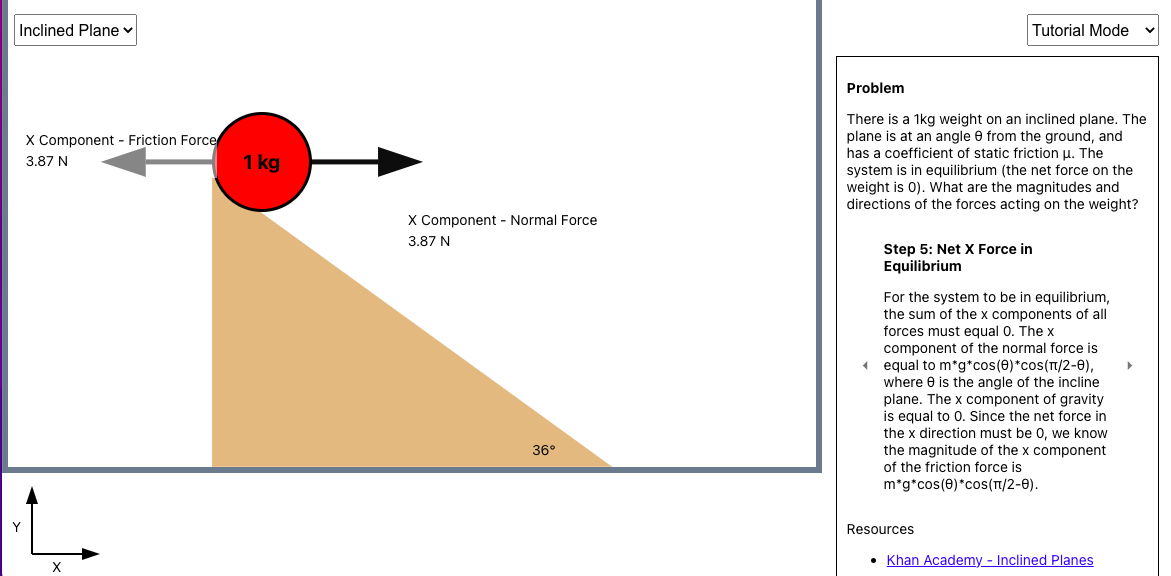 Inclined Plane
Tutorial Mode
X Component - Friction Force
3.87 N
1 kg
X Component - Normal Force
3.87 N
36°
Y
X
Problem
There is a 1kg weight on an inclined plane. The
plane is at an angle θ from the ground, and
has a coefficient of static friction μ. The
system is in equilibrium (the net force on the
weight is 0). What are the magnitudes and
directions of the forces acting on the weight?
Step 5: Net X Force in
Equilibrium
For the system to be in equilibrium,
the sum of the x components of all
forces must equal 0. The x
component of the normal force is
equal to m*g*cos(θ)*cos(π/2-θ),
where θ is the angle of the incline
plane. The x component of gravity
is equal to 0. Since the net force in
the x direction must be 0, we know
the magnitude of the x component
of the friction force is
m*g*cos(θ)*cos(π/2-θ).
Resources
• Khan Academy - Inclined Planes